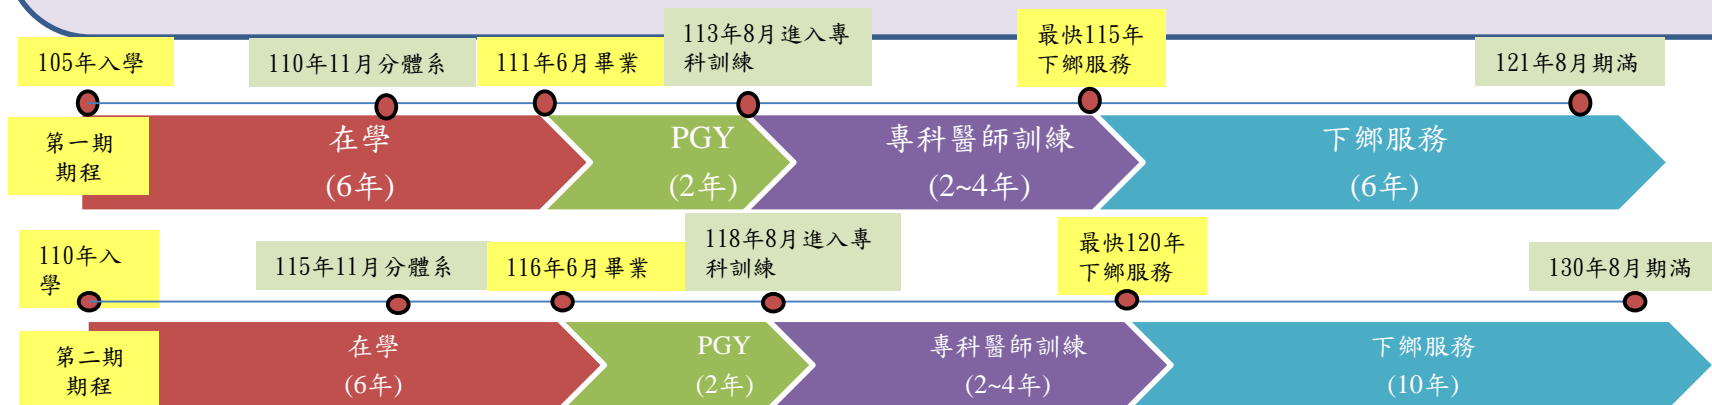 105年入學
110年11月分體系
111年6月畢業
113年8月進入專
科訓練
最快115年
下鄉服務
121年8月期滿
第一期
期程
在學
(6年)
PGY
(2年)
專科醫師訓練
(2~4年)
下鄉服務
(6年)
110年入
學
115年11月分體系
116年6月畢業
118年8月進入專
科訓練
最快120年
下鄉服務
130年8月期滿
第二期
期程
在學
(6年)
PGY
(2年)
專科醫師訓練
(2~4年)
下鄉服務
(10年)